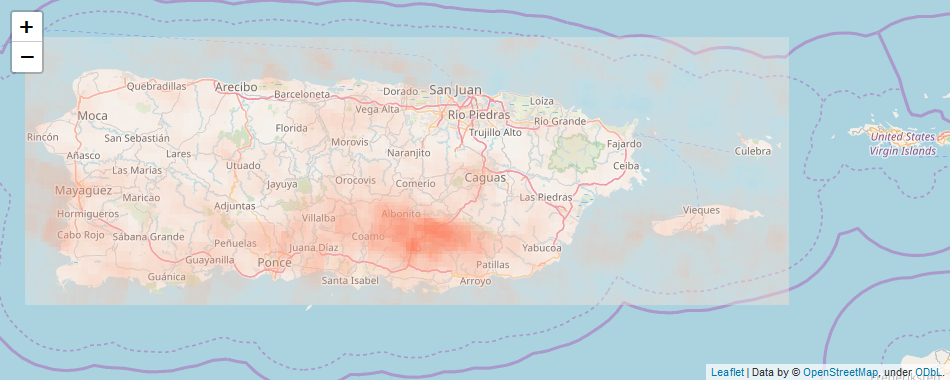 +
−
Quebradillas
Arecibo
Barceloneta
Dorado
San Juan
Loíza
Vega Alta
Río Piedras
Río Grande
Moca
Rincón
San Sebastián
Florida
Morovis
Trujillo Alto
Fajardo
United States
Virgin Islands
Añasco
Lares
Naranjito
Culebra
Las Marías
Utuado
Ceiba
Mayagüez
Jayuya
Orocovis
Comerío
Caguas
Maricao
Las Piedras
Hormigueros
Adjuntas
Villalba
Aibonito
Vieques
Cabo Rojo
Sabana Grande
Peñuelas
Juana Díaz
Coamo
Yabucoa
Guayanilla
Ponce
Patillas
Guánica
Santa Isabel
Arroyo
Leaflet | Data by © OpenStreetMap, under ODbL.